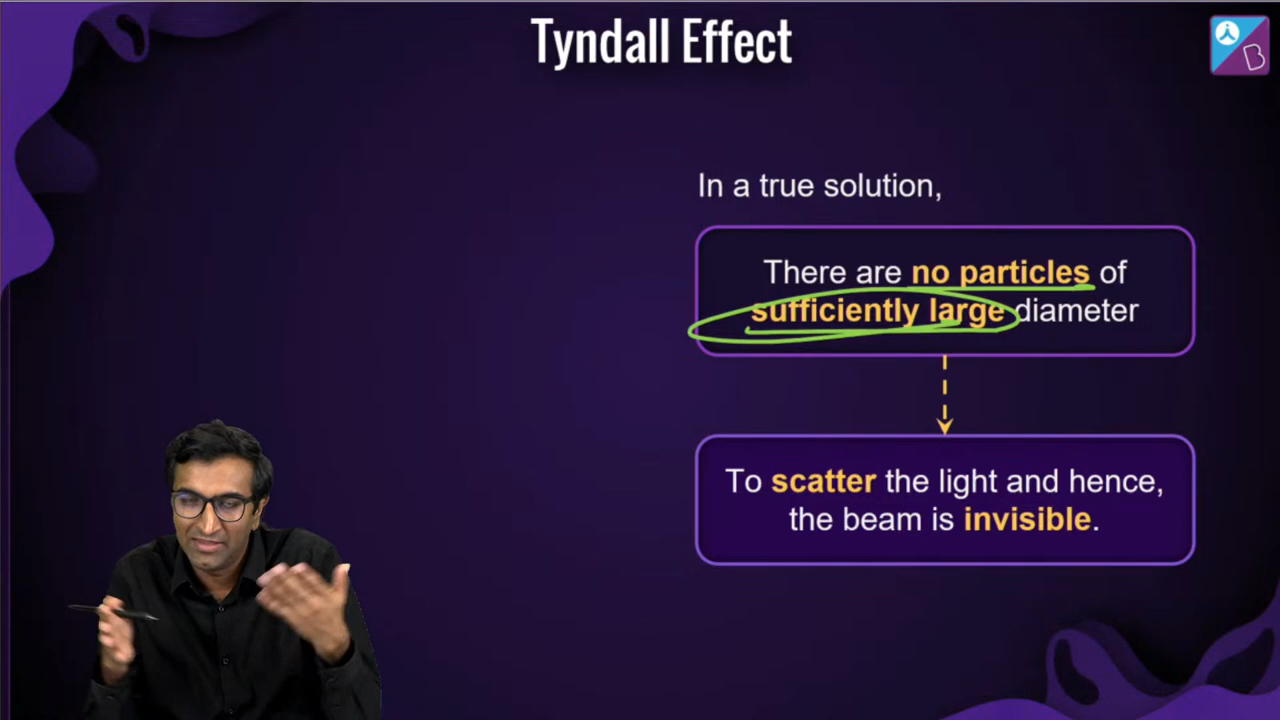 Tyndall Effect
In a true solution,
There are no particles of
sufficiently large diameter
To scatter the light and hence,
the beam is invisible.
B